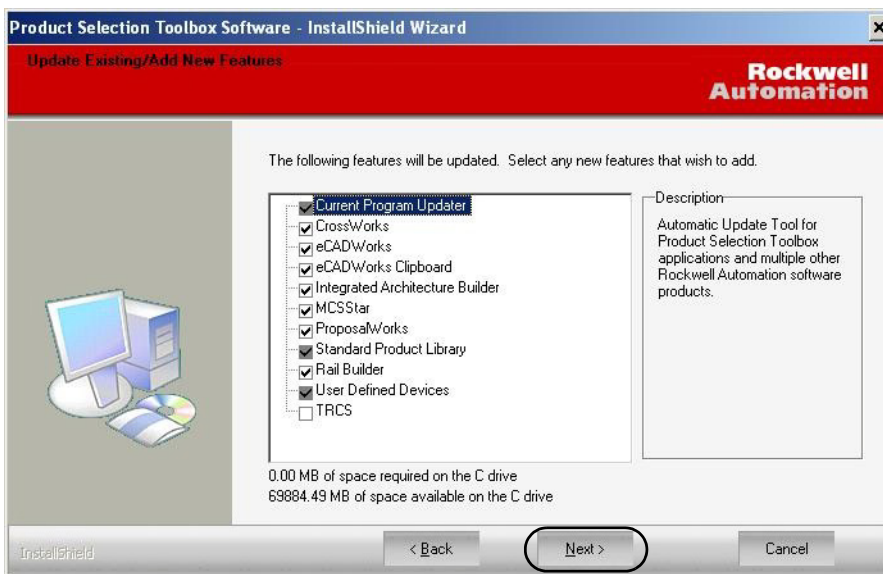 Product Selection Toolbox Software - InstallShield Wizard
Update Existing/Add New Features
Rockwell
Automation
The following features will be updated. Select any new features that wish to add.
Current Program Updater
CrossWorks
eCADWorks
eCADWorks Clipboard
Integrated Architecture Builder
MCSStar
ProposalWorks
Standard Product Library
Rail Builder
User Defined Devices
TRCS
Description
Automatic Update Tool for
Product Selection Toolbox
applications and multiple other
Rockwell Automation software
products.
0.00 MB of space required on the C drive
69884.49 MB of space available on the C drive
InstallShield
< Back
Next >
Cancel